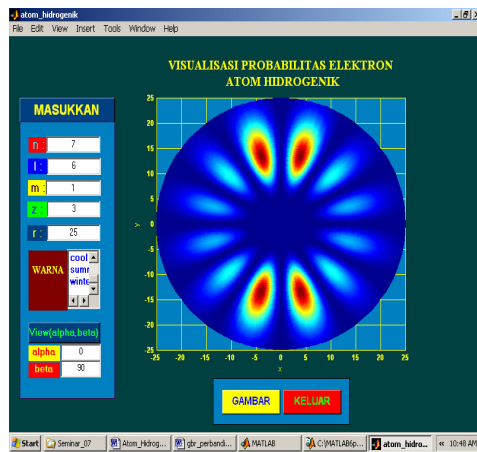 atom_hidrogenik
File Edit View Insert Tools Window Help
VISUALISASI PROBABILITAS ELEKTRON
ATOM HIDROGENIK
MASUKKAN
n : 7
l : 6
m : 1
z : 3
r : 25
WARNA
cool
summ
winte
View(alpha,beta)
alpha 0
beta 90
25
20
15
10
5
0
-5
-10
-15
-20
-25
-25 -20 -15 -10 -5 0 5 10 15 20 25
x
y
GAMBAR KELUAR
Start Seminar_07 Atom_Hidrog... gbr_perbandi... MATLAB C:\MATLAB6p... atom_hidro... « 10:48 AM